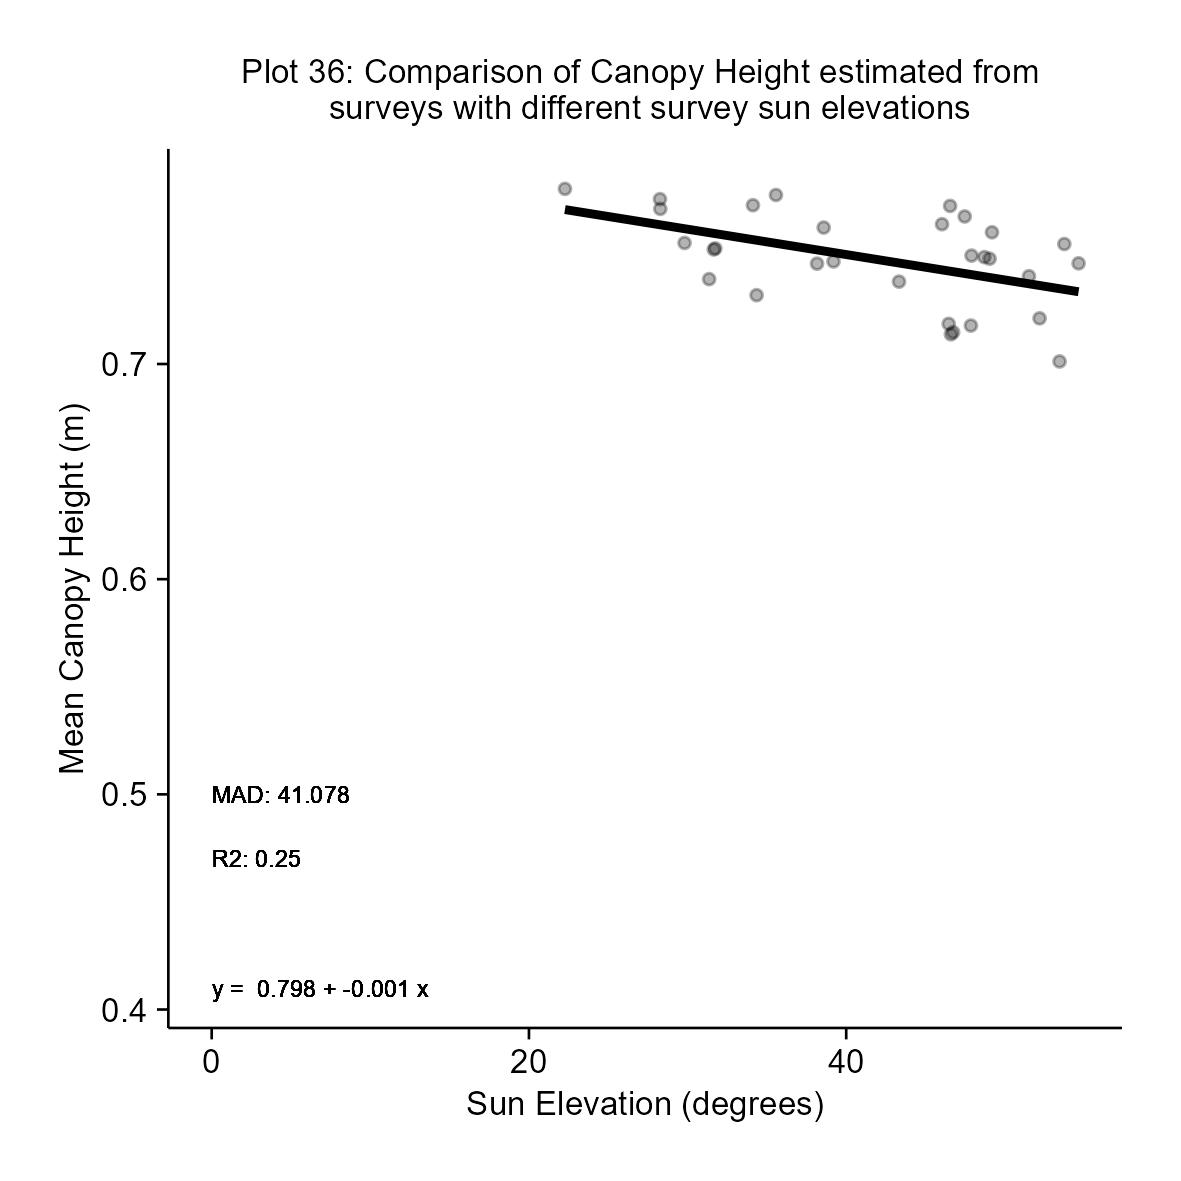 Plot 36: Comparison of Canopy Height estimated from
surveys with different survey sun elevations
Mean Canopy Height (m)
0.7
0.6
0.5
0.4
MAD: 41.078
R2: 0.25
y =  0.798 + -0.001 x
0
20
40
Sun Elevation (degrees)